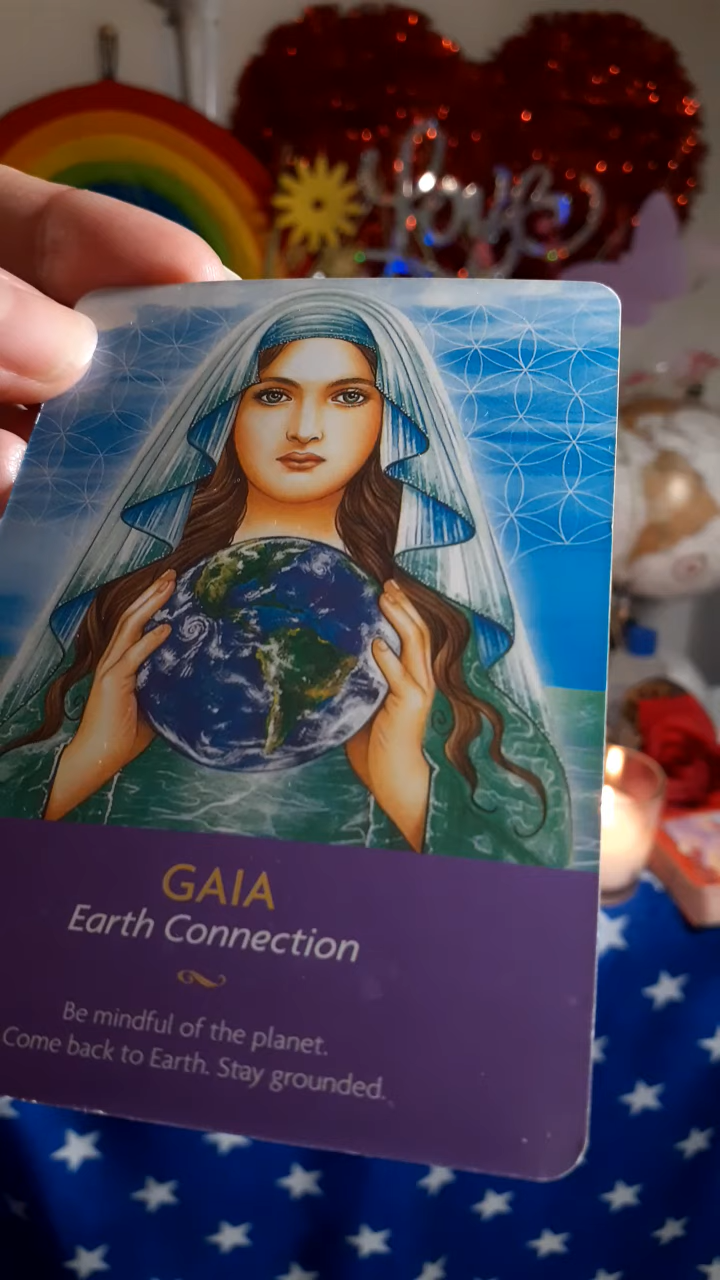 Love
GAIA
Earth Connection
Be mindful of the planet.
Come back to Earth. Stay grounded.